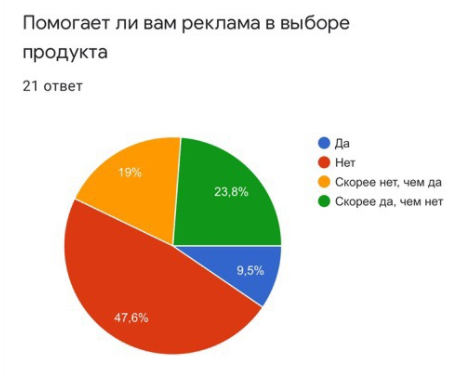 Помогает ли вам реклама в выборе
продукта
21 ответ
Да
Нет
Скорее нет, чем да
Скорее да, чем нет
19%
23,8%
9,5%
47,6%